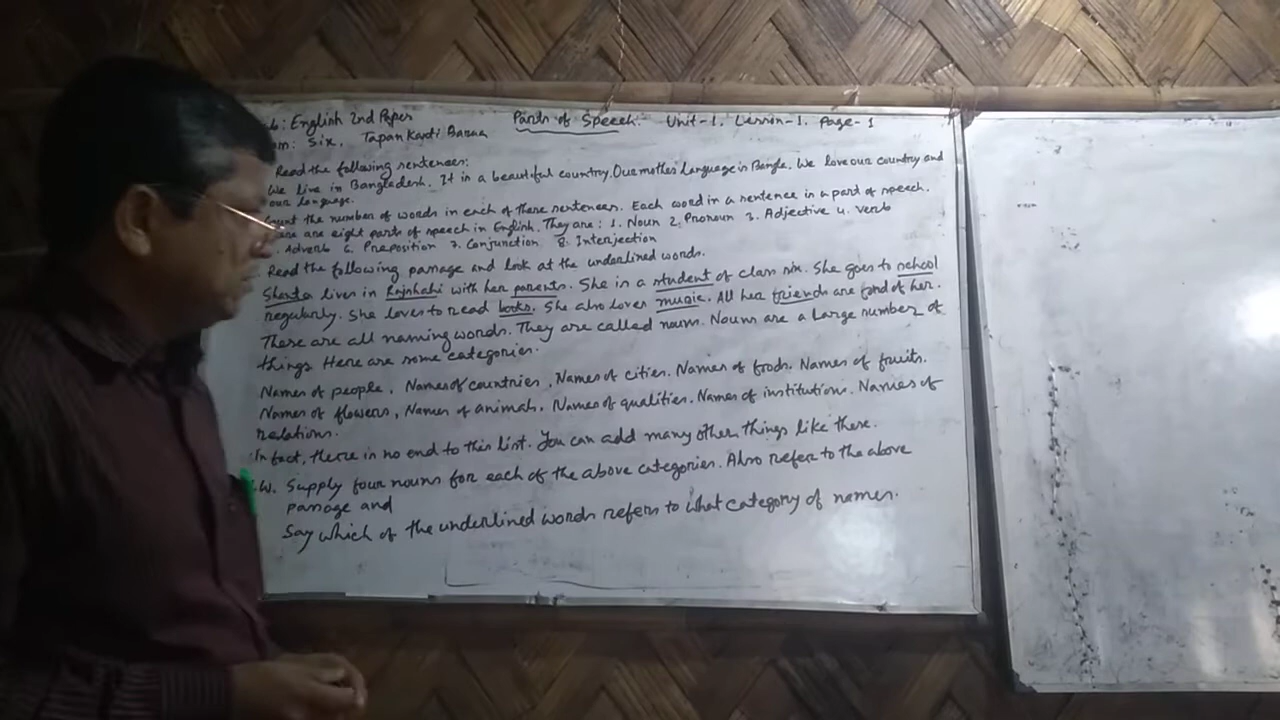 b: English 2nd Paper Parts of Speech:- Unit-1. Lesson-1. Page-1
m: Six. Tapan Kanti Barua
Read the following sentences:
We live in Bangladesh. It is a beautiful country. Our mother language is Bangla. We love our country and
our language.
Count the number of words in each of these sentences. Each word in a sentence is a part of speech.
are eight parts of speech in English. They are: 1. Noun 2. Pronoun 3. Adjective 4. Verb
. Adverb 6. Preposition 7. Conjunction 8. Interjection
Read the following passage and look at the underlined words.
lives in Rajshahi with her parents. She is a student of class six. She goes to school
regularly. She loves to read books. She also loves music. All her friends are fond of her.
These are all naming words. They are called nouns. Nouns are a large number of
things. Here are some categories.
Names of people, Names of countries, Names of cities. Names of foods. Names of fruits.
Names of flowers, Names of animals. Names of qualities. Names of institution. Names of
relations.
In fact, there is no end to this list. You can add many other things like these.
.W. Supply four nouns for each of the above categories. Also refer to the above
passage and
Say which of the underlined words refers to what category of names.